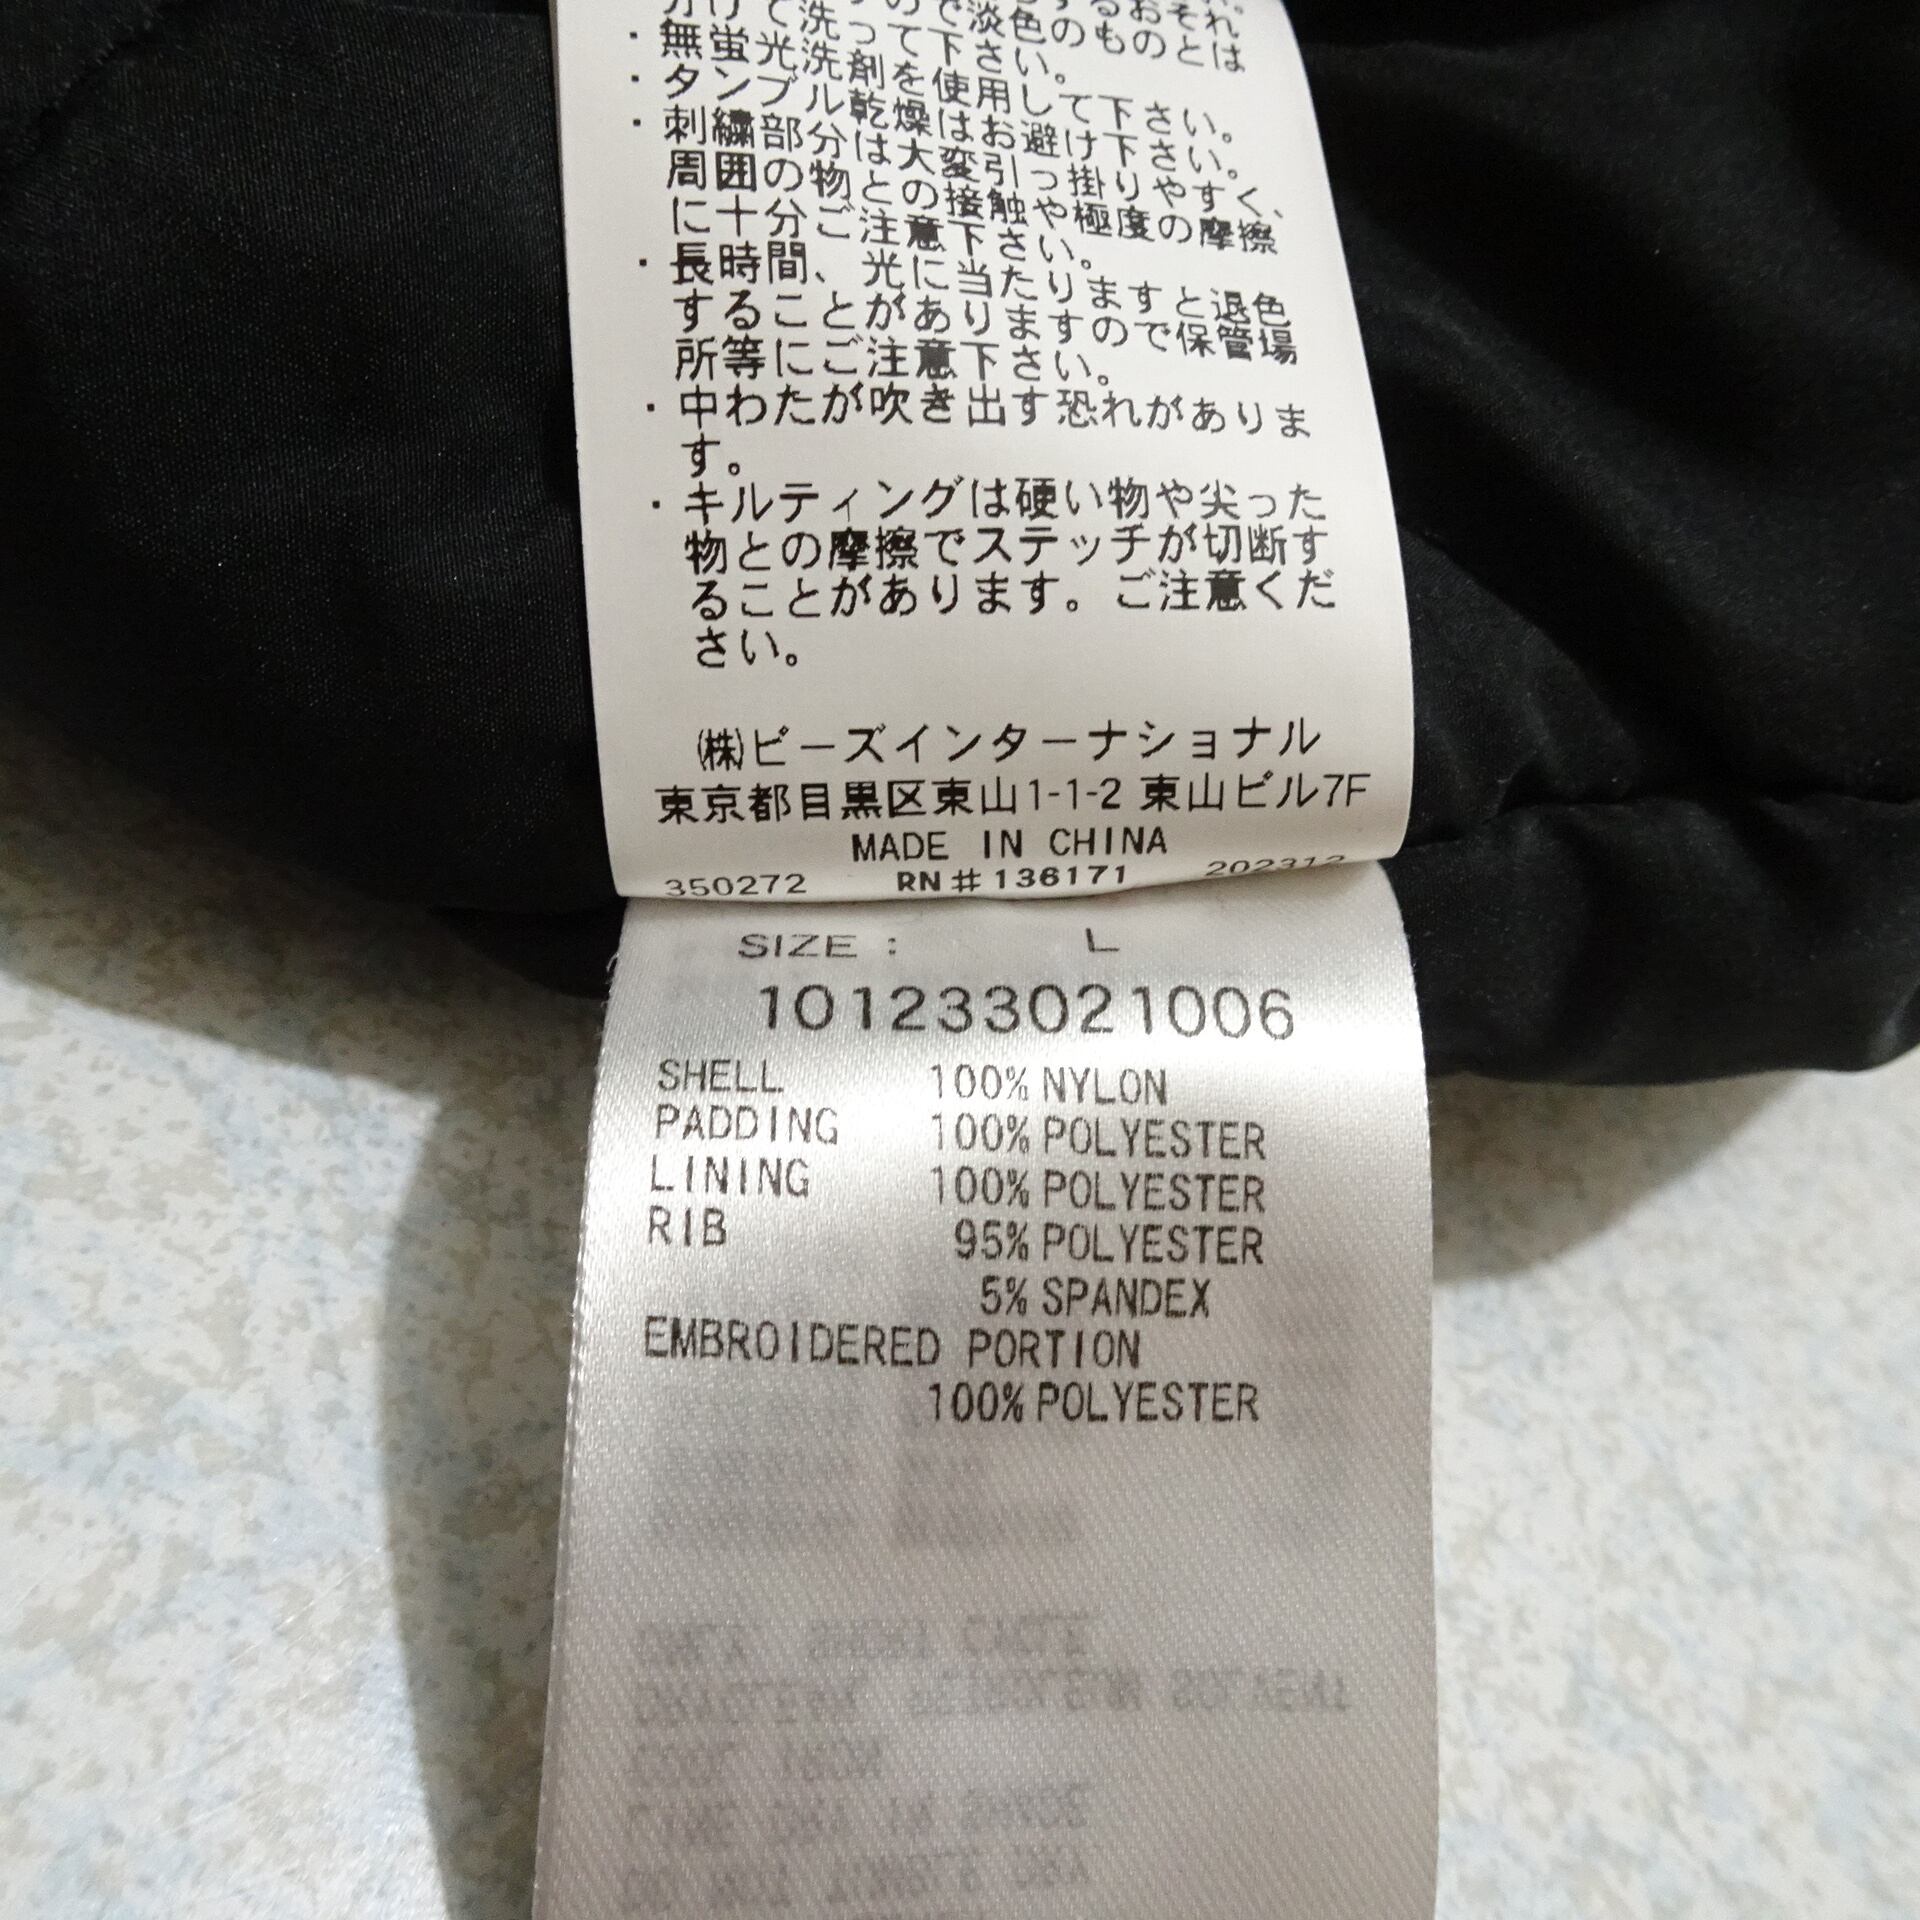 ・無蛍光洗剤を使用して下さい。
・タンブル乾燥はお避け下さい。
・刺繍部分は大変引っ掛りやすく、
周囲の物との接触や極度の摩擦
に十分ご注意下さい。
・長時間、光に当たりますと退色
することがありますので保管場
所等にご注意下さい。
・中わたが吹き出す恐れがありま
す。
・キルティングは硬い物や尖った
物との摩擦でステッチが切断す
ることがあります。ご注意くだ
さい。
㈱ビーズインターナショナル
東京都目黒区東山1-1-2 東山ビル7F
MADE IN CHINA
350272 RN#136171 202312
SIZE : L
101233021006
SHELL 100% NYLON
PADDING 100% POLYESTER
LINING 100% POLYESTER
RIB 95% POLYESTER
5% SPANDEX
EMBROIDERED PORTION
100% POLYESTER